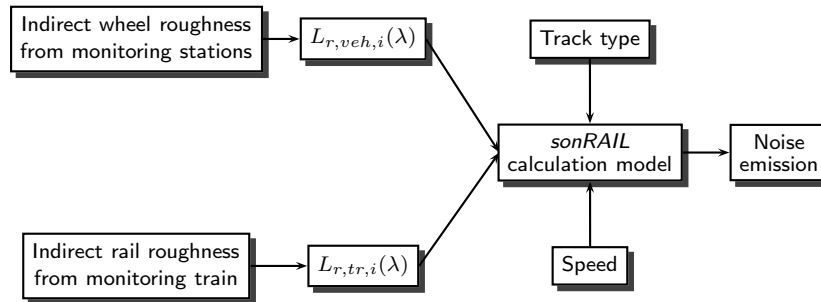 Indirect wheel roughness
from monitoring stations
L_{r,veh,i}(λ)
Track type
sonRAIL
calculation model
Noise
emission
Indirect rail roughness
from monitoring train
L_{r,tr,i}(λ)
Speed